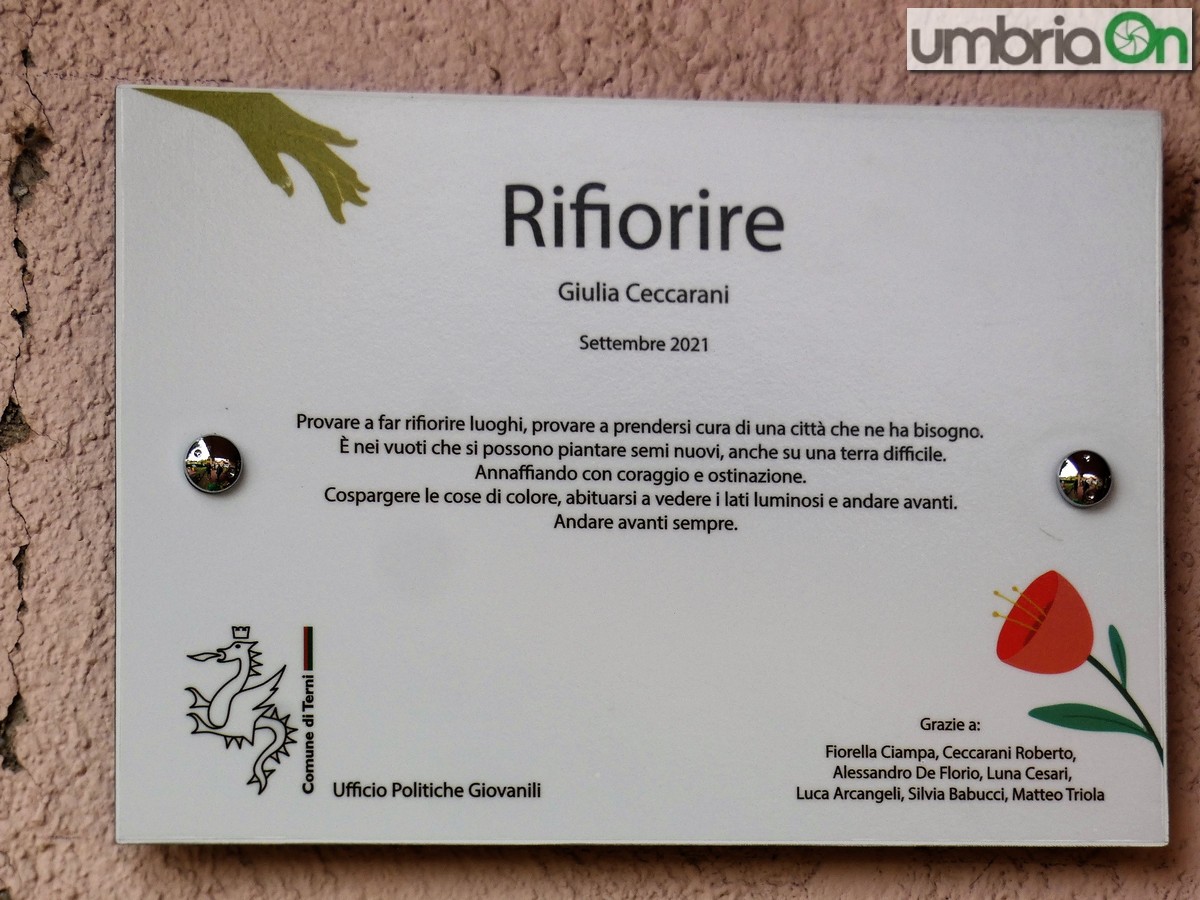 umbriaOn
Rifiorire
Giulia Ceccarani
Settembre 2021
Provare a far rifiorire luoghi, provare a prendersi cura di una città che ne ha bisogno.
È nei vuoti che si possono piantare semi nuovi, anche su una terra difficile.
Annaffiando con coraggio e ostinazione.
Cospargere le cose di colore, abituarsi a vedere i lati luminosi e andare avanti.
Andare avanti sempre.
Comune di Terni
Ufficio Politiche Giovanili
Grazie a:
Fiorella Ciampa, Ceccarani Roberto,
Alessandro De Florio, Luna Cesari,
Luca Arcangeli, Silvia Babucci, Matteo Triola